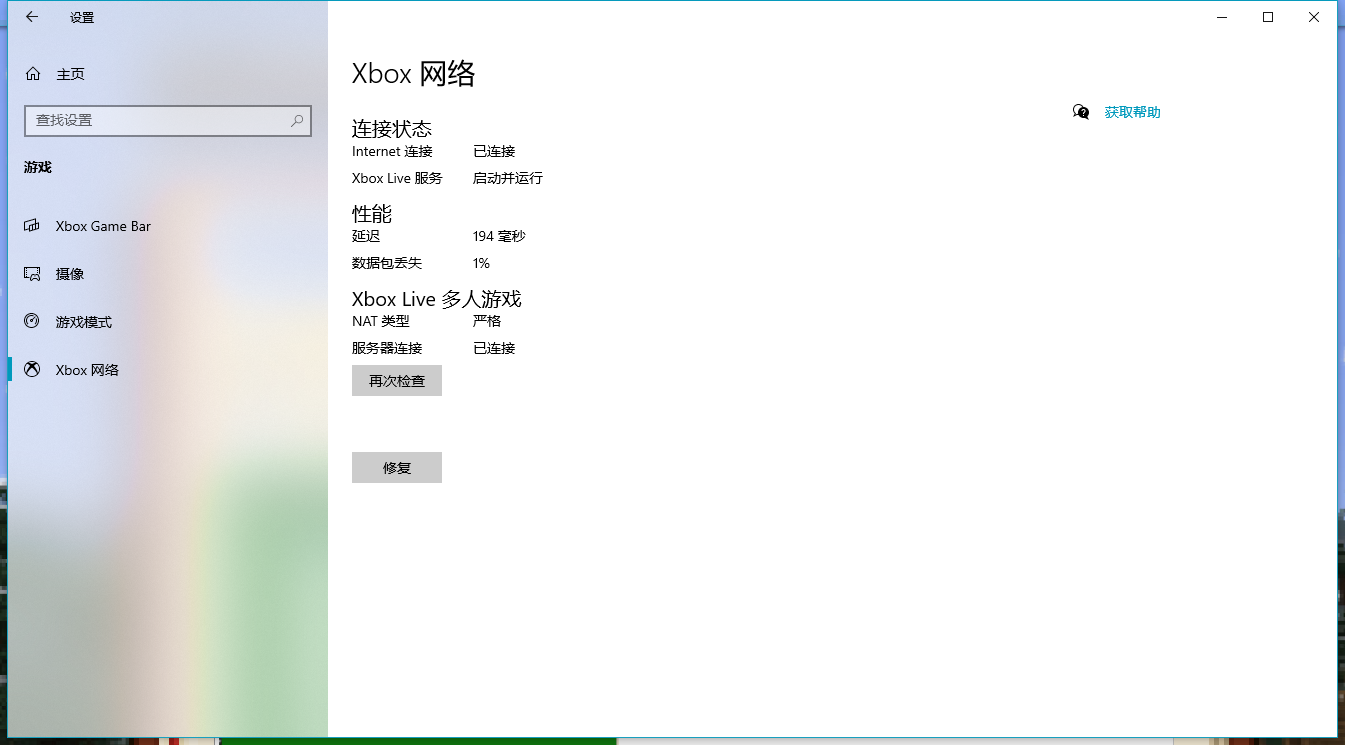 设置
主页
查找设置
游戏
Xbox Game Bar
摄像
游戏模式
Xbox 网络
Xbox 网络
连接状态
Internet 连接 已连接
Xbox Live 服务 启动并运行
性能
延迟 194 毫秒
数据包丢失 1%
Xbox Live 多人游戏
NAT 类型 严格
服务器连接 已连接
再次检查
修复
获取帮助